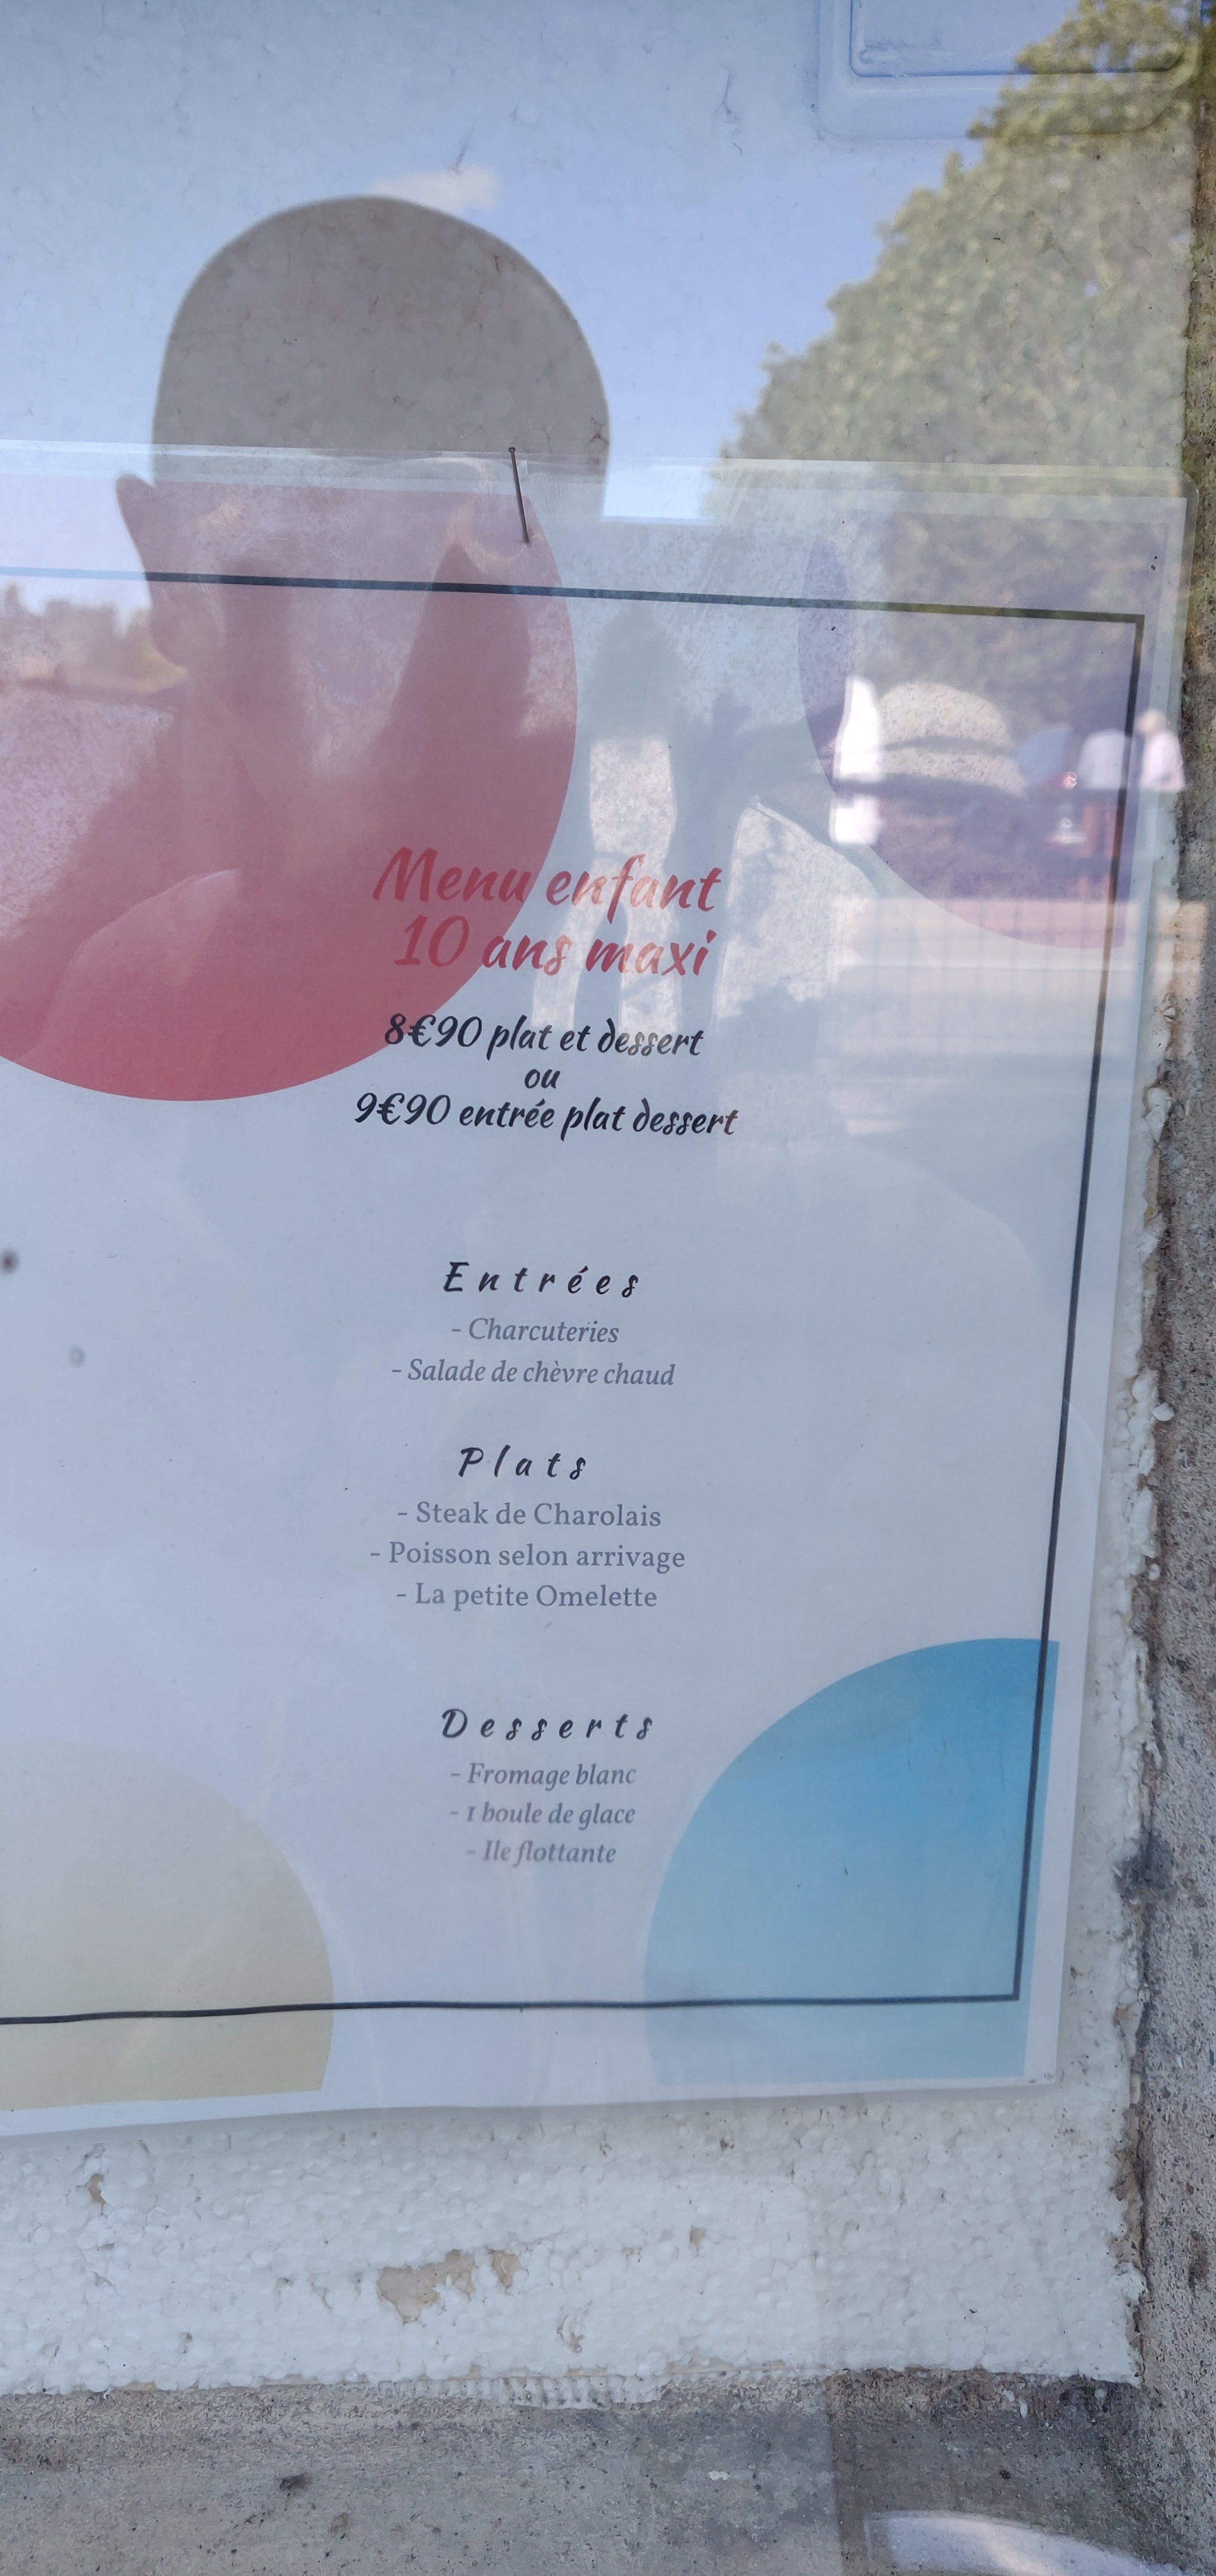 Menu enfant
10 ans maxi
8€90 plat et dessert
ou
9€90 entrée plat dessert
Entrées
- Charcuteries
- Salade de chèvre chaud
Plats
- Steak de Charolais
- Poisson selon arrivage
- La petite Omelette
Desserts
- Fromage blanc
- 1 boule de glace
- Ile flottante